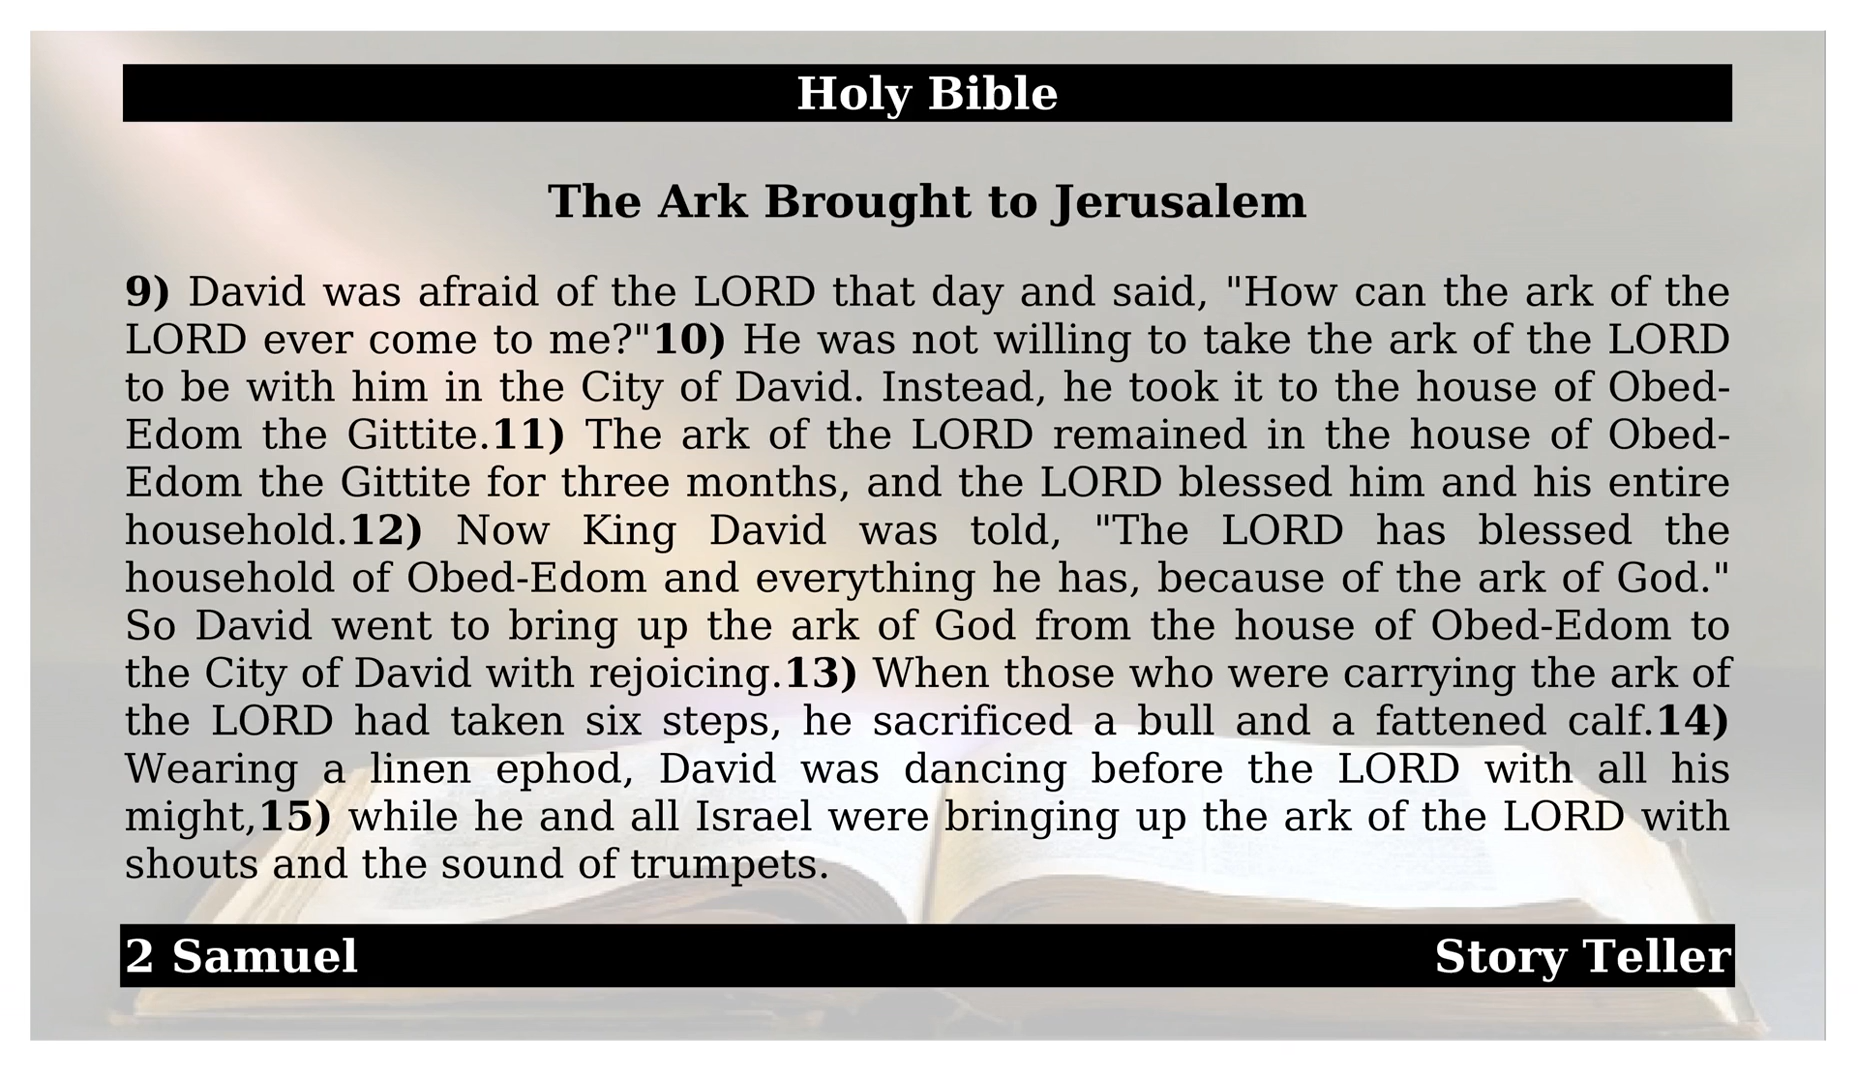 Holy Bible
The Ark Brought to Jerusalem
9) David was afraid of the LORD that day and said, "How can the ark of the
LORD ever come to me?"10) He was not willing to take the ark of the LORD
to be with him in the City of David. Instead, he took it to the house of Obed-
Edom the Gittite.11) The ark of the LORD remained in the house of Obed-
Edom the Gittite for three months, and the LORD blessed him and his entire
household.12) Now King David was told, "The LORD has blessed the
household of Obed-Edom and everything he has, because of the ark of God."
So David went to bring up the ark of God from the house of Obed-Edom to
the City of David with rejoicing.13) When those who were carrying the ark of
the LORD had taken six steps, he sacrificed a bull and a fattened calf.14)
Wearing a linen ephod, David was dancing before the LORD with all his
might,15) while he and all Israel were bringing up the ark of the LORD with
shouts and the sound of trumpets.
2 Samuel
Story Teller